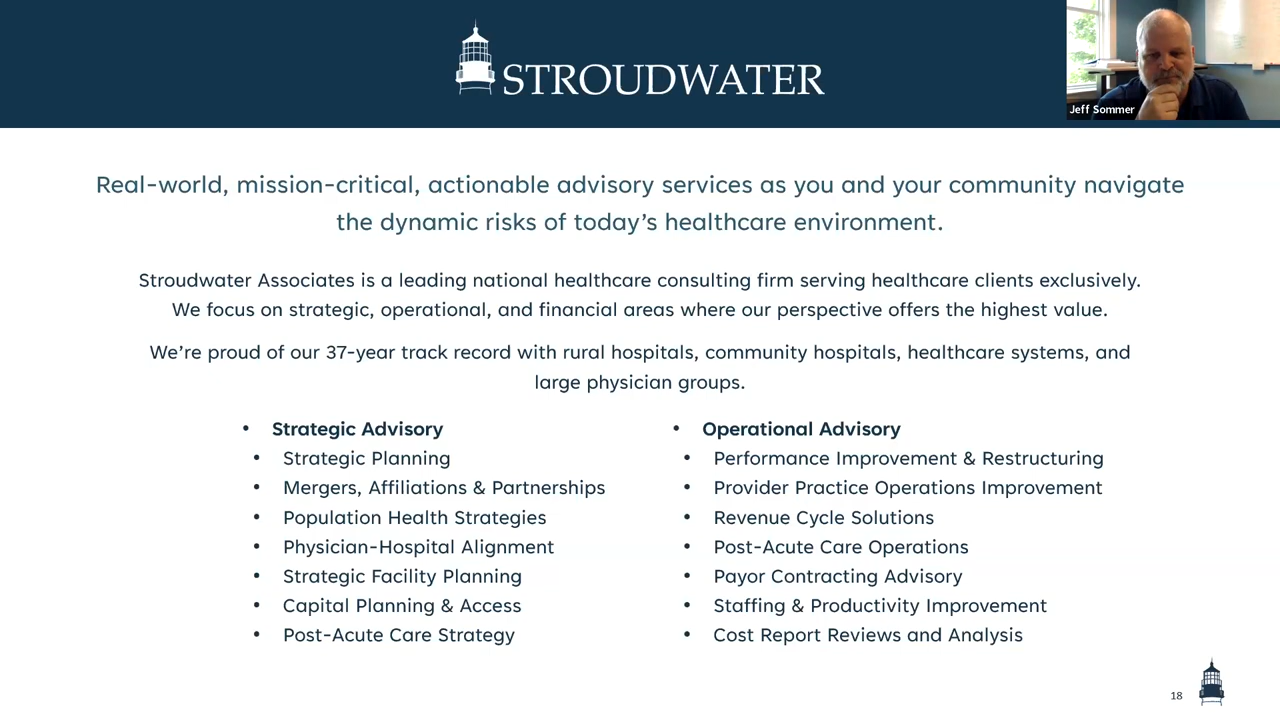 STROUDWATER
Jeff Sommer
Real-world, mission-critical, actionable advisory services as you and your community navigate
the dynamic risks of today’s healthcare environment.
Stroudwater Associates is a leading national healthcare consulting firm serving healthcare clients exclusively.
We focus on strategic, operational, and financial areas where our perspective offers the highest value.
We’re proud of our 37-year track record with rural hospitals, community hospitals, healthcare systems, and
large physician groups.
• Strategic Advisory
• Strategic Planning
• Mergers, Affiliations & Partnerships
• Population Health Strategies
• Physician-Hospital Alignment
• Strategic Facility Planning
• Capital Planning & Access
• Post-Acute Care Strategy
• Operational Advisory
• Performance Improvement & Restructuring
• Provider Practice Operations Improvement
• Revenue Cycle Solutions
• Post-Acute Care Operations
• Payor Contracting Advisory
• Staffing & Productivity Improvement
• Cost Report Reviews and Analysis
18